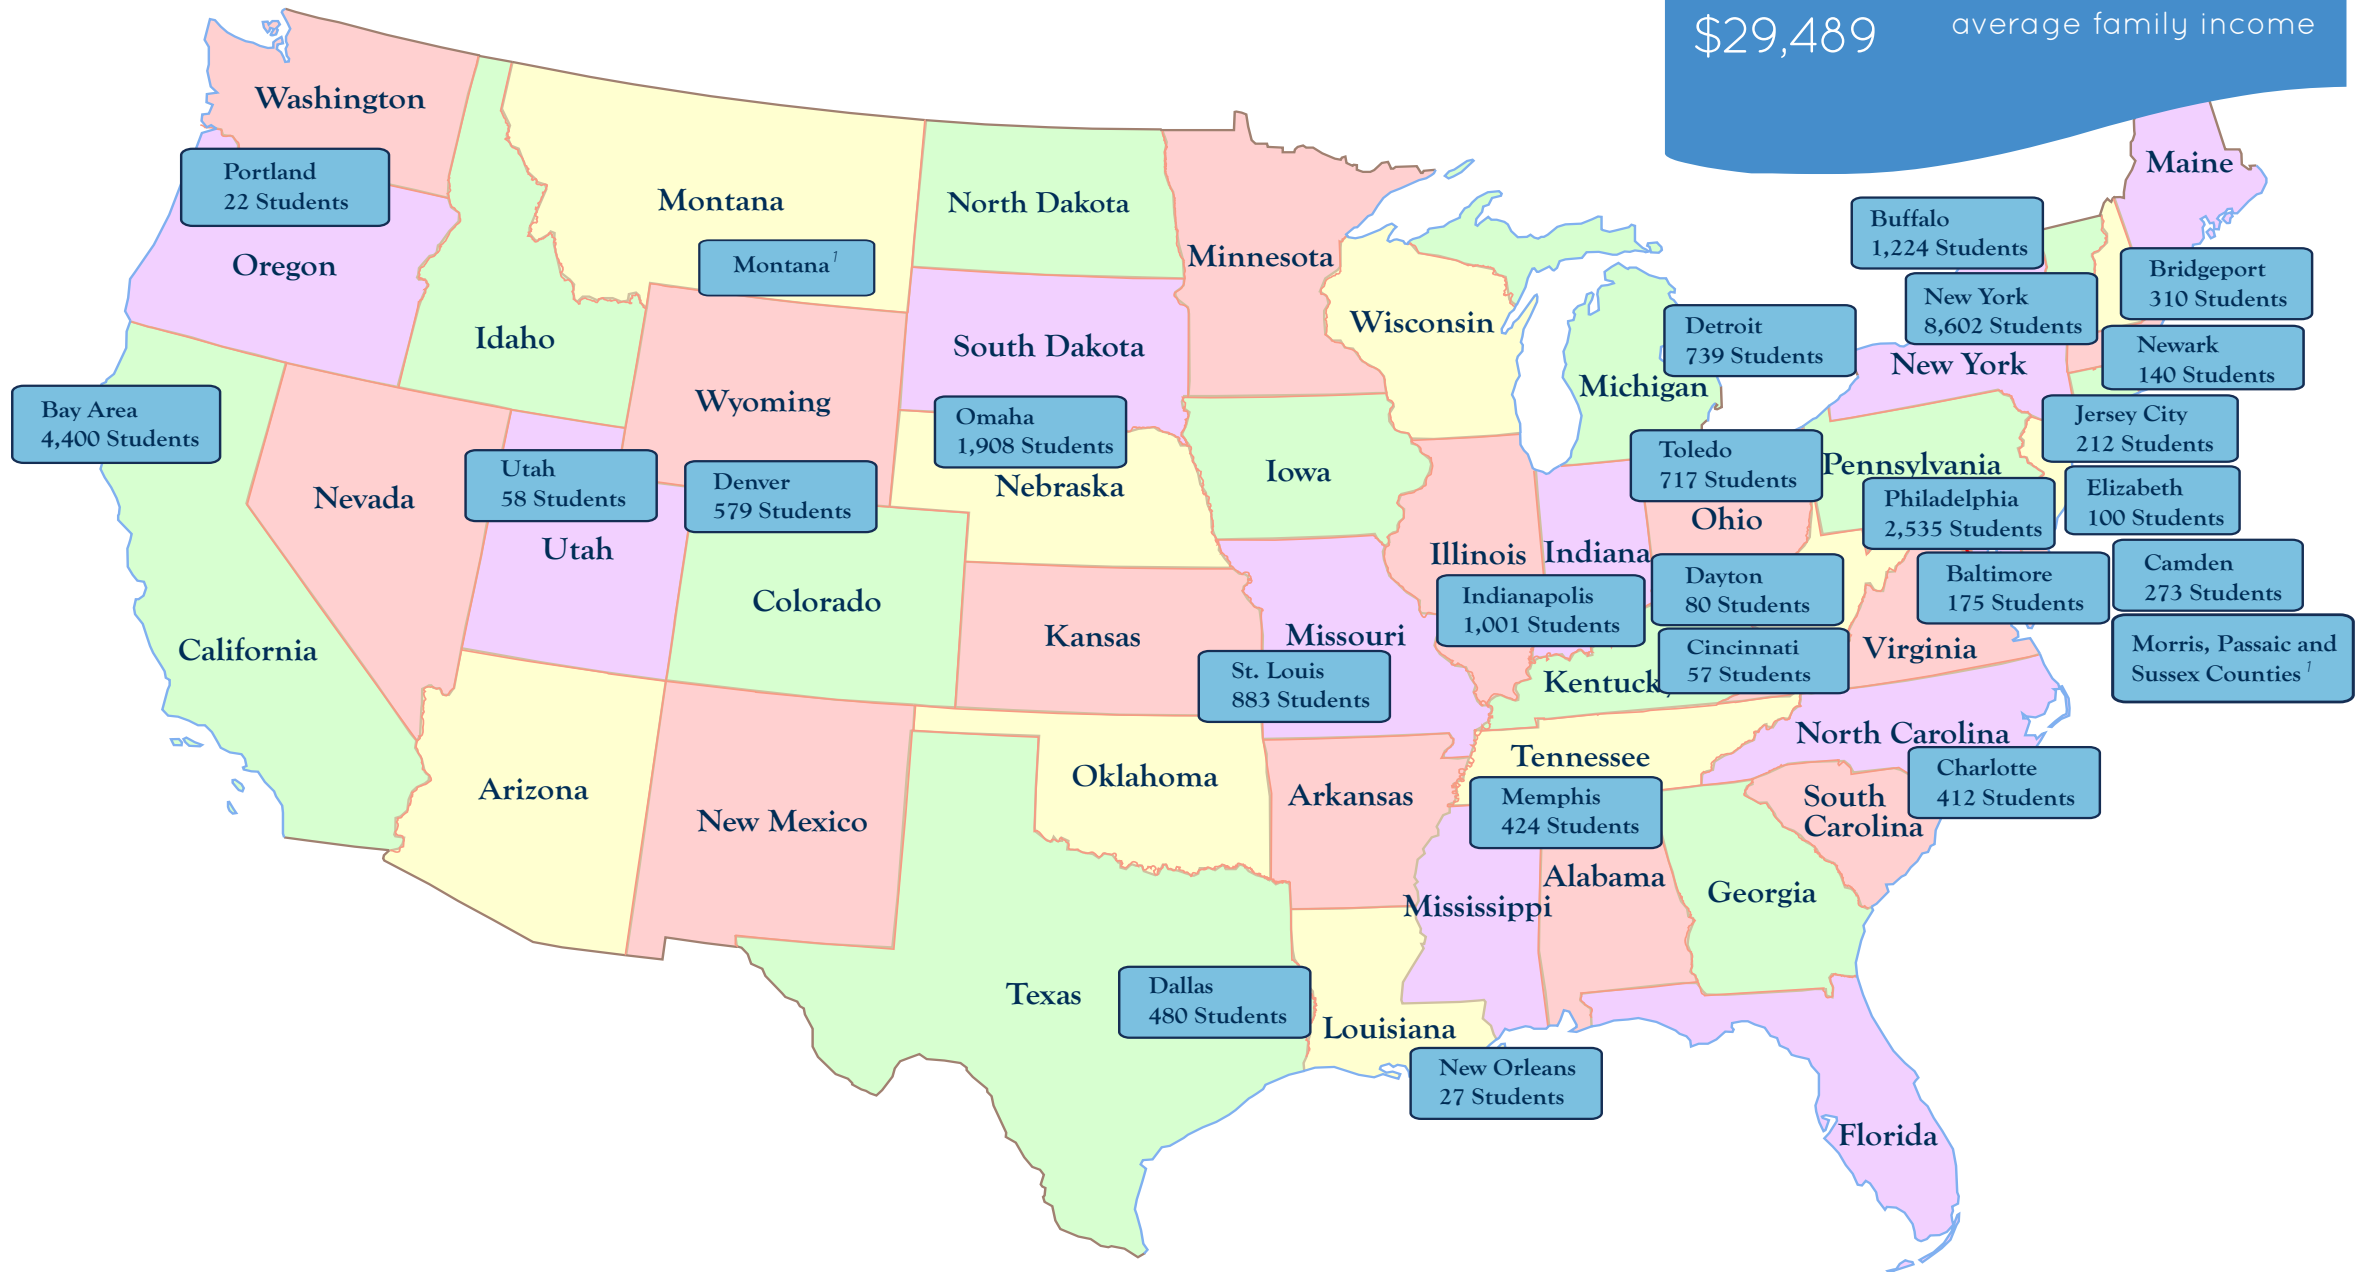 $29,489
average family income
Washington
Portland
22 Students
Oregon
Idaho
Montana
Montana¹
North Dakota
South Dakota
Minnesota
Wisconsin
Michigan
Detroit
739 Students
Maine
Buffalo
1,224 Students
Bridgeport
310 Students
New York
8,602 Students
New York
Newark
140 Students
Jersey City
212 Students
Bay Area
4,400 Students
Nevada
Utah
58 Students
Utah
Wyoming
Denver
579 Students
Colorado
Omaha
1,908 Students
Nebraska
Iowa
Illinois
Indiana
Toledo
717 Students
Ohio
Pennsylvania
Philadelphia
2,535 Students
Elizabeth
100 Students
Indianapolis
1,001 Students
Dayton
80 Students
Baltimore
175 Students
Camden
273 Students
California
Kansas
Missouri
St. Louis
883 Students
Cincinnati
57 Students
Virginia
Morris, Passaic and
Sussex Counties¹
North Carolina
Charlotte
412 Students
Arizona
New Mexico
Oklahoma
Arkansas
Tennessee
Memphis
424 Students
South
Carolina
Mississippi
Alabama
Georgia
Texas
Dallas
480 Students
Louisiana
New Orleans
27 Students
Florida